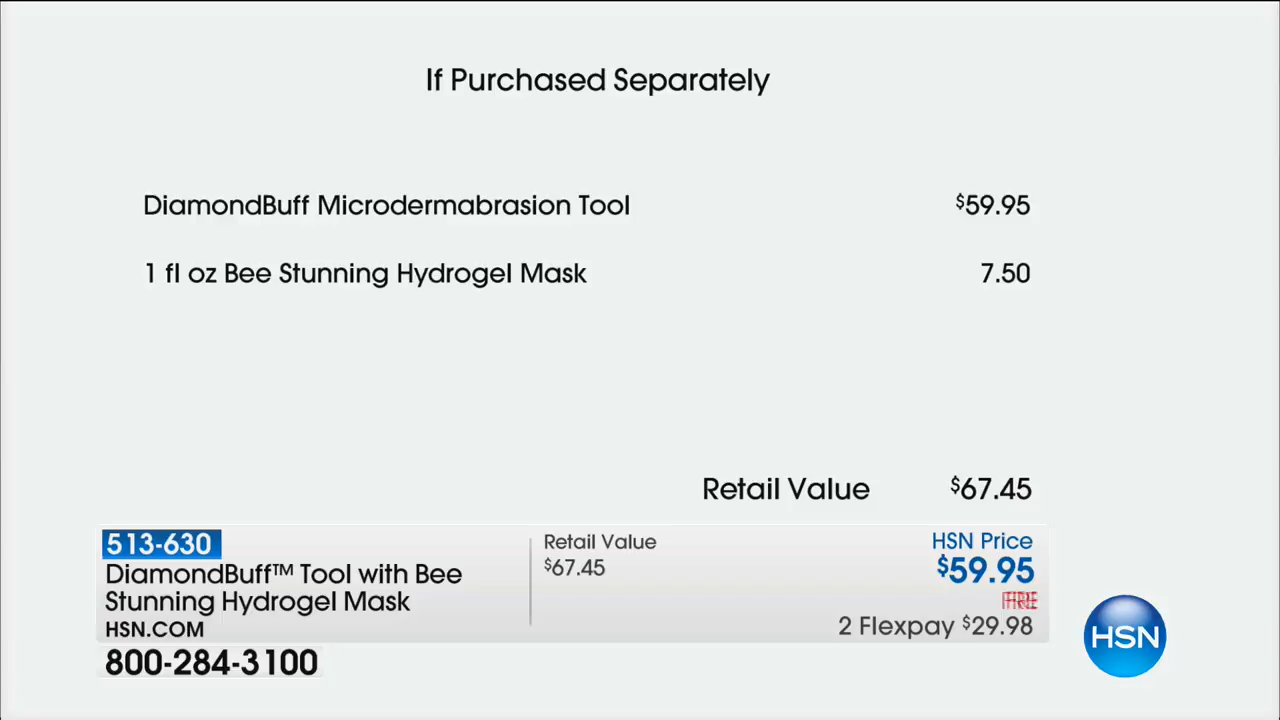 If Purchased Separately
DiamondBuff Microdermabrasion Tool $59.95
1 fl oz Bee Stunning Hydrogel Mask 7.50
Retail Value $67.45
513-630
DiamondBuff™ Tool with Bee
Stunning Hydrogel Mask
HSN.COM
800-284-3100
Retail Value
$67.45
HSN Price
$59.95
2 Flexpay $29.98
HSN